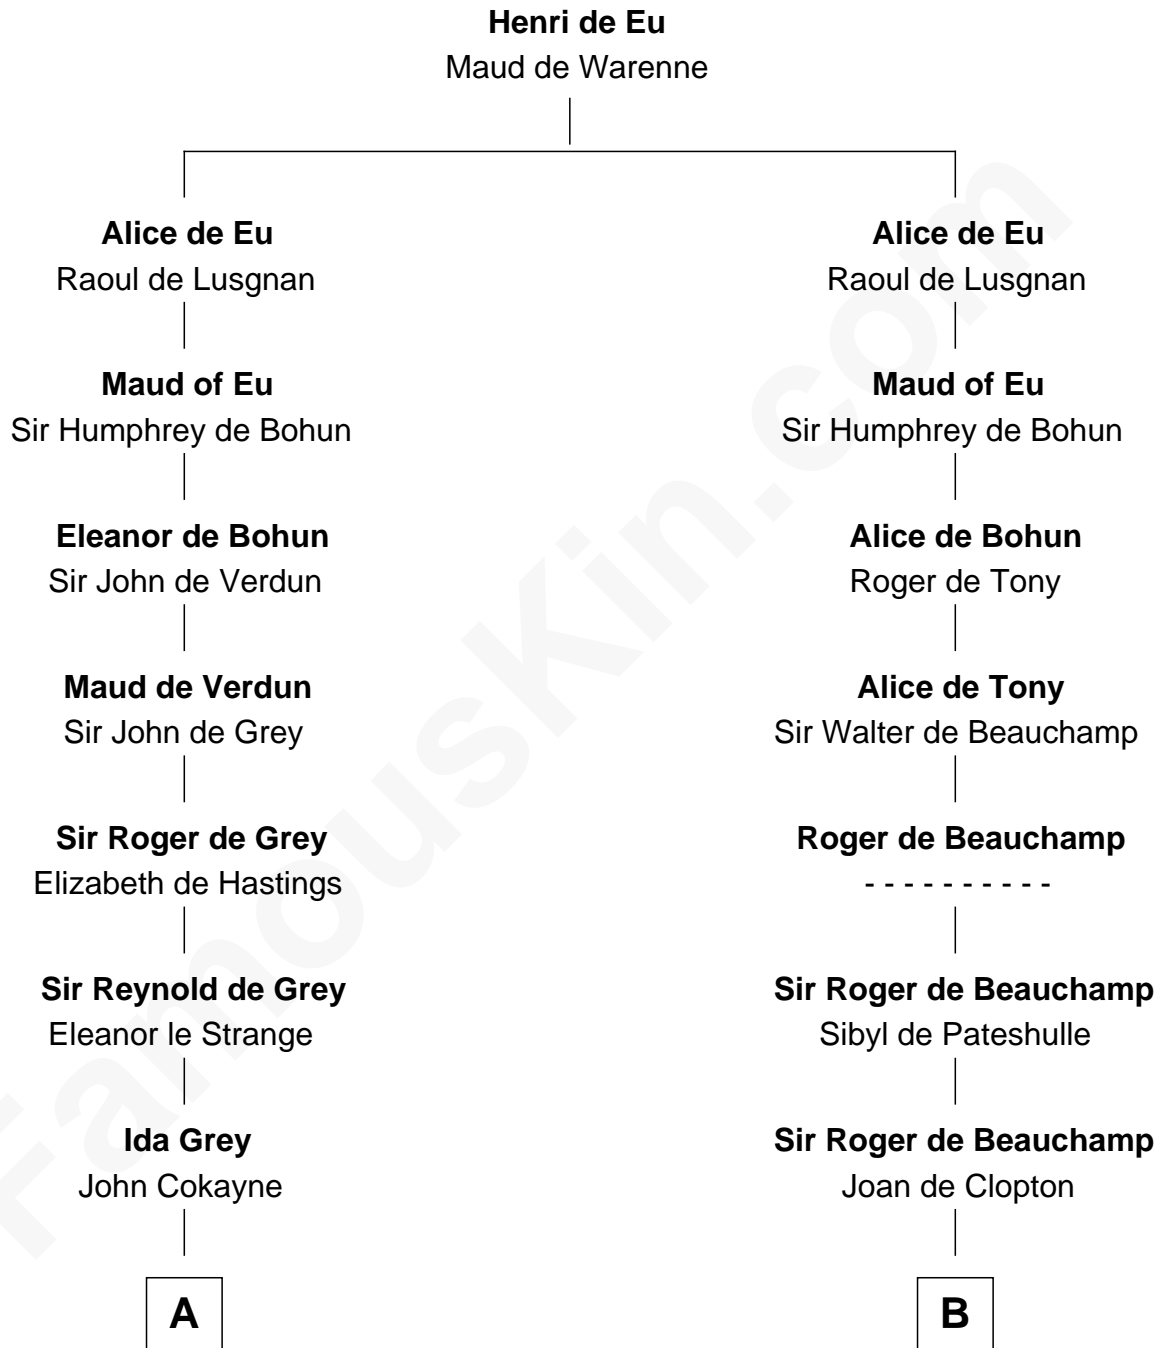 Henri de Eu
Maud de Warenne
Alice de Eu
Raoul de Lusgnan
Maud of Eu
Sir Humphrey de Bohun
Eleanor de Bohun
Sir John de Verdun
Maud de Verdun
Sir John de Grey
Sir Roger de Grey
Elizabeth de Hastings
Sir Reynold de Grey
Eleanor le Strange
Ida Grey
John Cokayne
A
Alice de Eu
Raoul de Lusgnan
Maud of Eu
Sir Humphrey de Bohun
Alice de Bohun
Roger de Tony
Alice de Tony
Sir Walter de Beauchamp
Roger de Beauchamp
- - - - - - - - - -
Sir Roger de Beauchamp
Sibyl de Pateshulle
Sir Roger de Beauchamp
Joan de Clopton
B
FamousKin.com